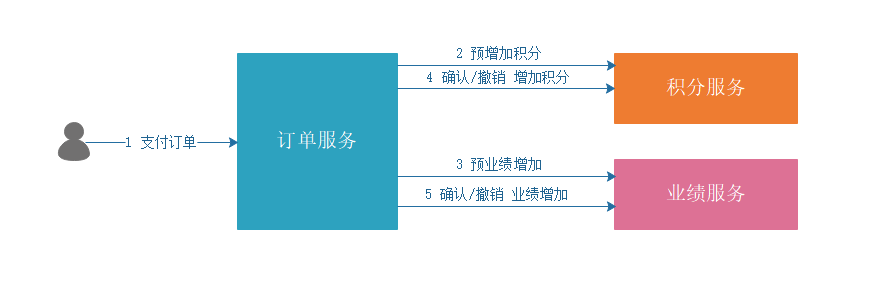 2 预增加积分
4 确认/撤销 增加积分
积分服务
1 支付订单
订单服务
3 预业绩增加
5 确认/撤销 业绩增加
业绩服务